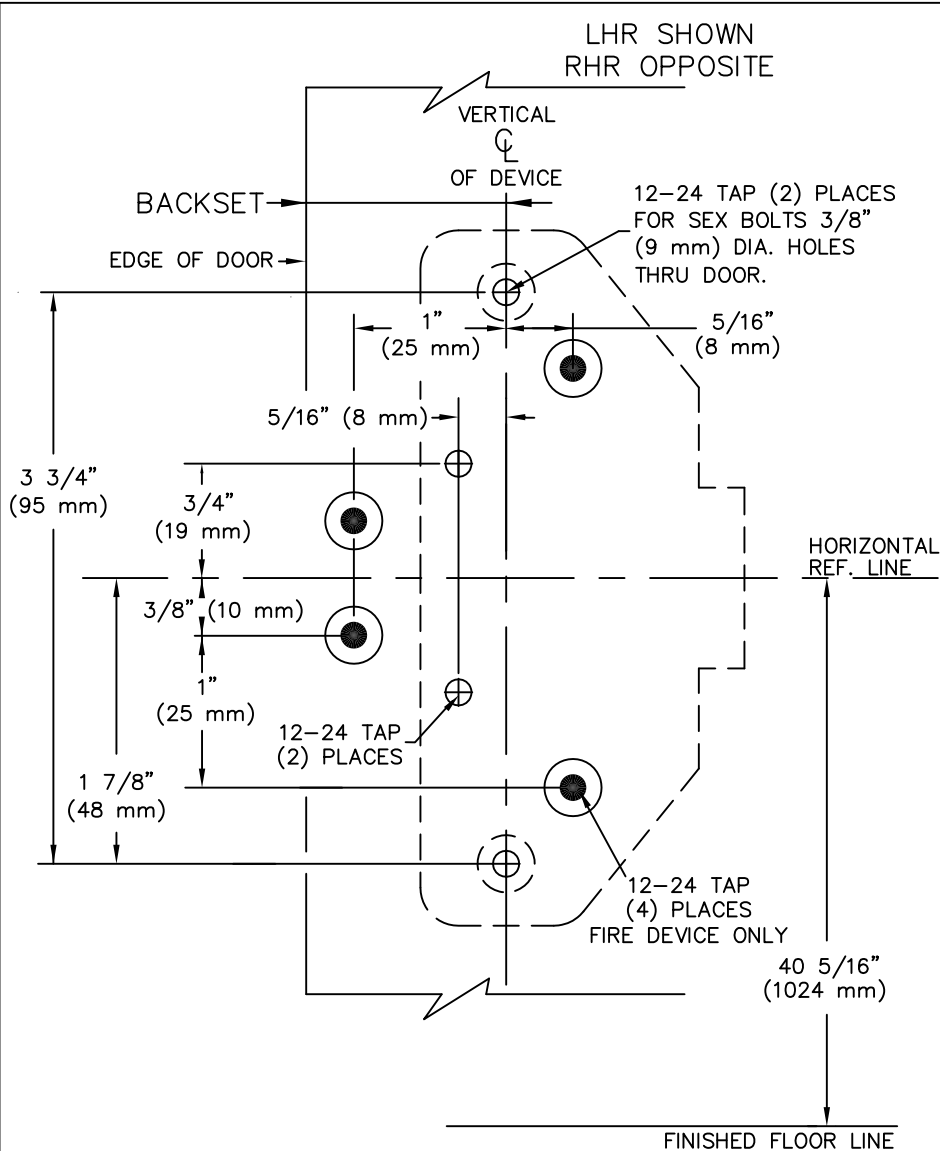 LHR SHOWN
RHR OPPOSITE
VERTICAL
℄
OF DEVICE
BACKSET
EDGE OF DOOR
12-24 TAP (2) PLACES
FOR SEX BOLTS 3/8”
(9 mm) DIA. HOLES
THRU DOOR.
1”
(25 mm)
5/16”
(8 mm)
5/16” (8 mm)
3 3/4”
(95 mm)
3/4”
(19 mm)
HORIZONTAL
REF. LINE
3/8” (10 mm)
1”
(25 mm)
12-24 TAP
(2) PLACES
1 7/8”
(48 mm)
12-24 TAP
(4) PLACES
FIRE DEVICE ONLY
40 5/16”
(1024 mm)
FINISHED FLOOR LINE